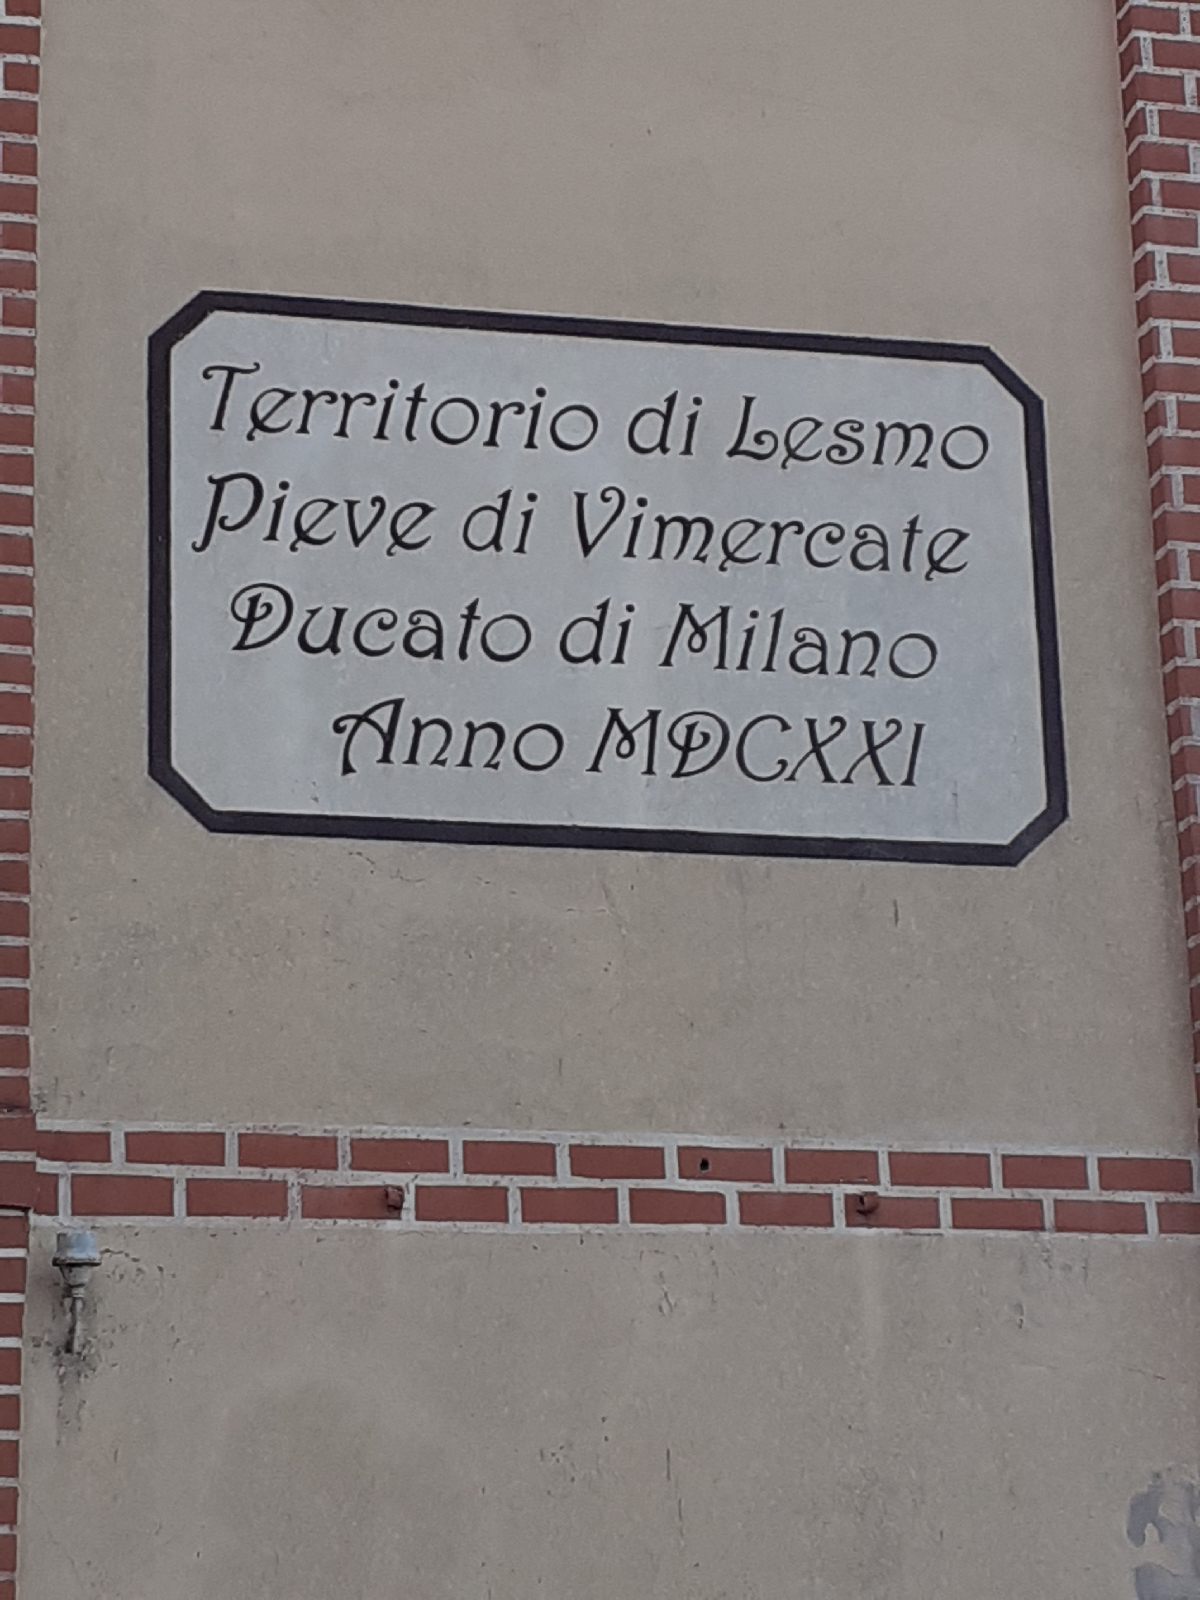 Territorio di Lesmo
Pieve di Vimercate
Ducato di Milano
Anno MDCXXI